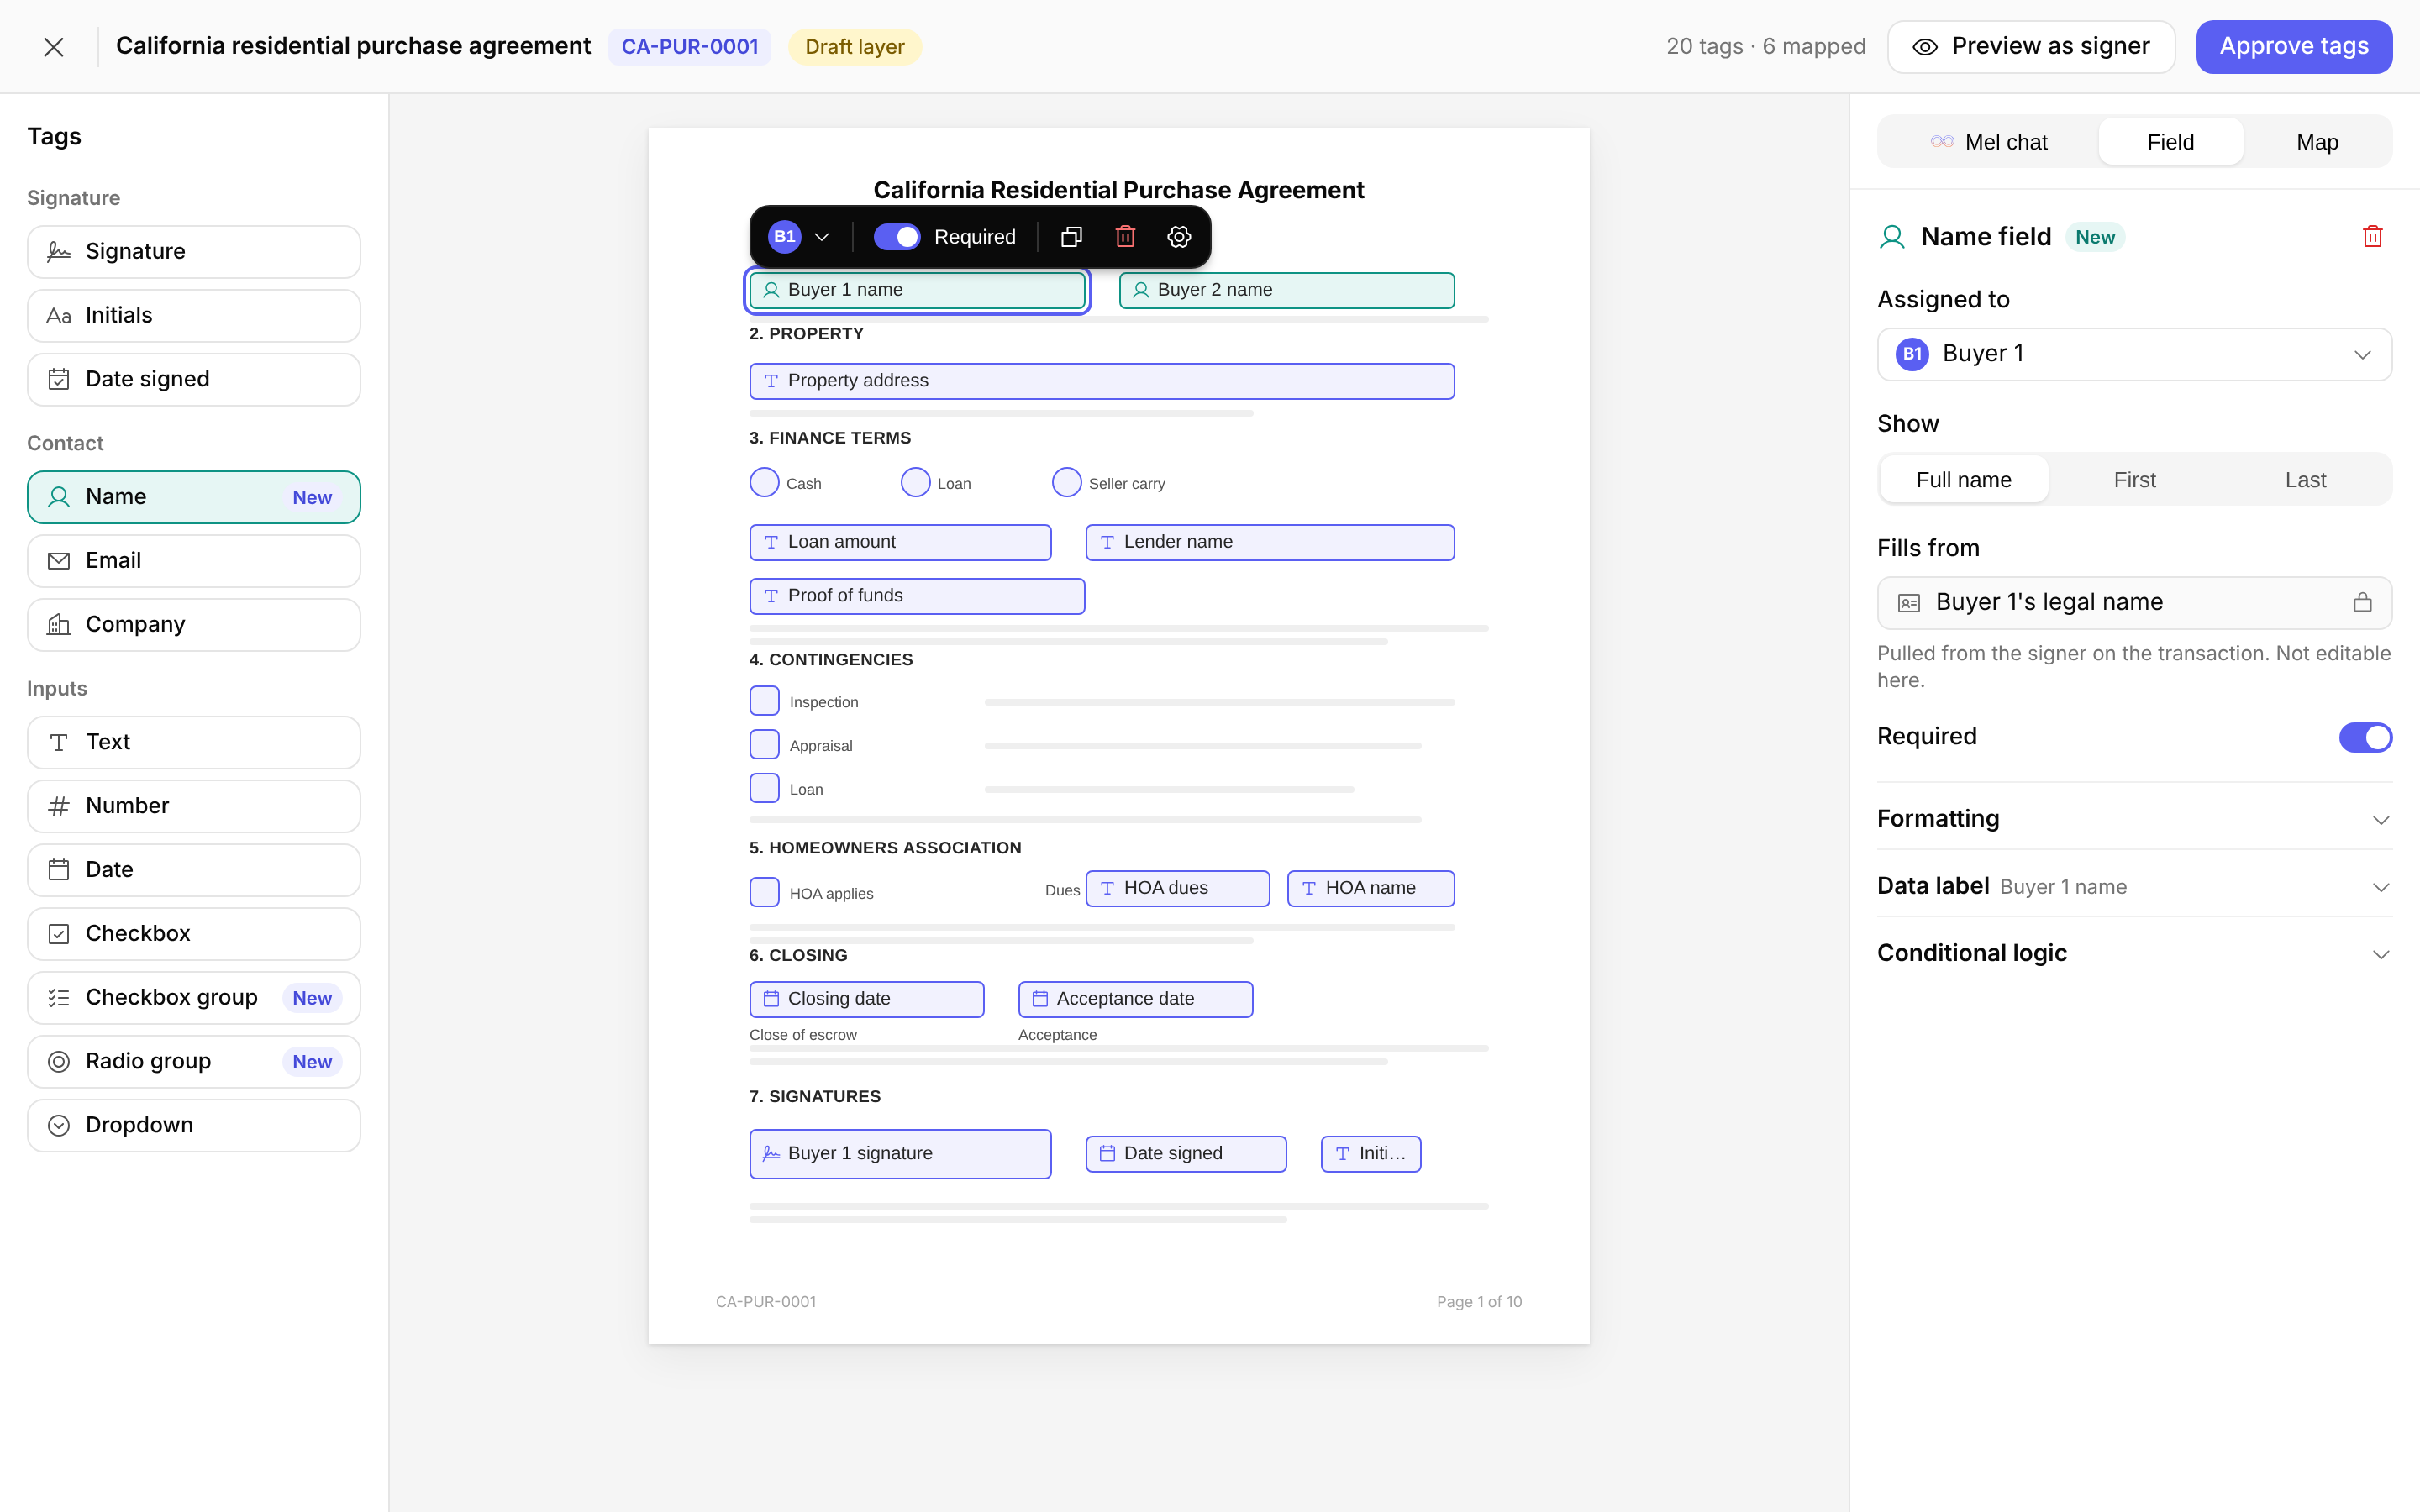 California residential purchase agreement
CA-PUR-0001
Draft layer
20 tags · 6 mapped
Preview as signer
Approve tags
Tags
Signature
Signature
Initials
Date signed
Contact
Name
New
Email
Company
Inputs
Text
Number
Date
Checkbox
Checkbox group
New
Radio group
New
Dropdown
California Residential Purchase Agreement
B1
Required
Buyer 1 name
Buyer 2 name
2. PROPERTY
Property address
3. FINANCE TERMS
Cash
Loan
Seller carry
Loan amount
Lender name
Proof of funds
4. CONTINGENCIES
Inspection
Appraisal
Loan
5. HOMEOWNERS ASSOCIATION
HOA applies
Dues
HOA dues
HOA name
6. CLOSING
Closing date
Acceptance date
Close of escrow
Acceptance
7. SIGNATURES
Buyer 1 signature
Date signed
Initi...
CA-PUR-0001
Page 1 of 10
Mel chat
Field
Map
Name field
New
Assigned to
B1
Buyer 1
Show
Full name
First
Last
Fills from
Buyer 1's legal name
Pulled from the signer on the transaction. Not editable
here.
Required
Formatting
Data label
Buyer 1 name
Conditional logic